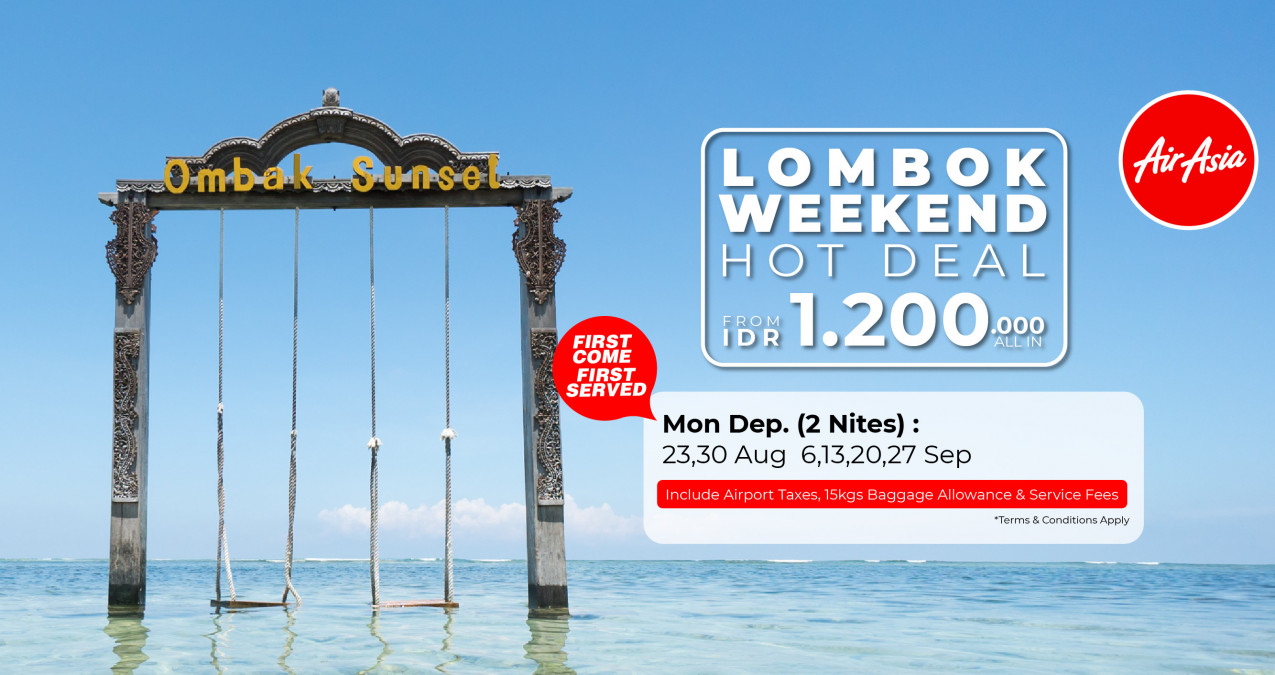 Ombak Sunset
AirAsia
LOMBOK
WEEKEND
HOT DEAL
FROM
IDR 1.200.000
ALL IN
FIRST
COME
FIRST
SERVED
Mon Dep. (2 Nites) :
23,30 Aug 6,13,20,27 Sep
Include Airport Taxes, 15kgs Baggage Allowance & Service Fees
*Terms & Conditions Apply